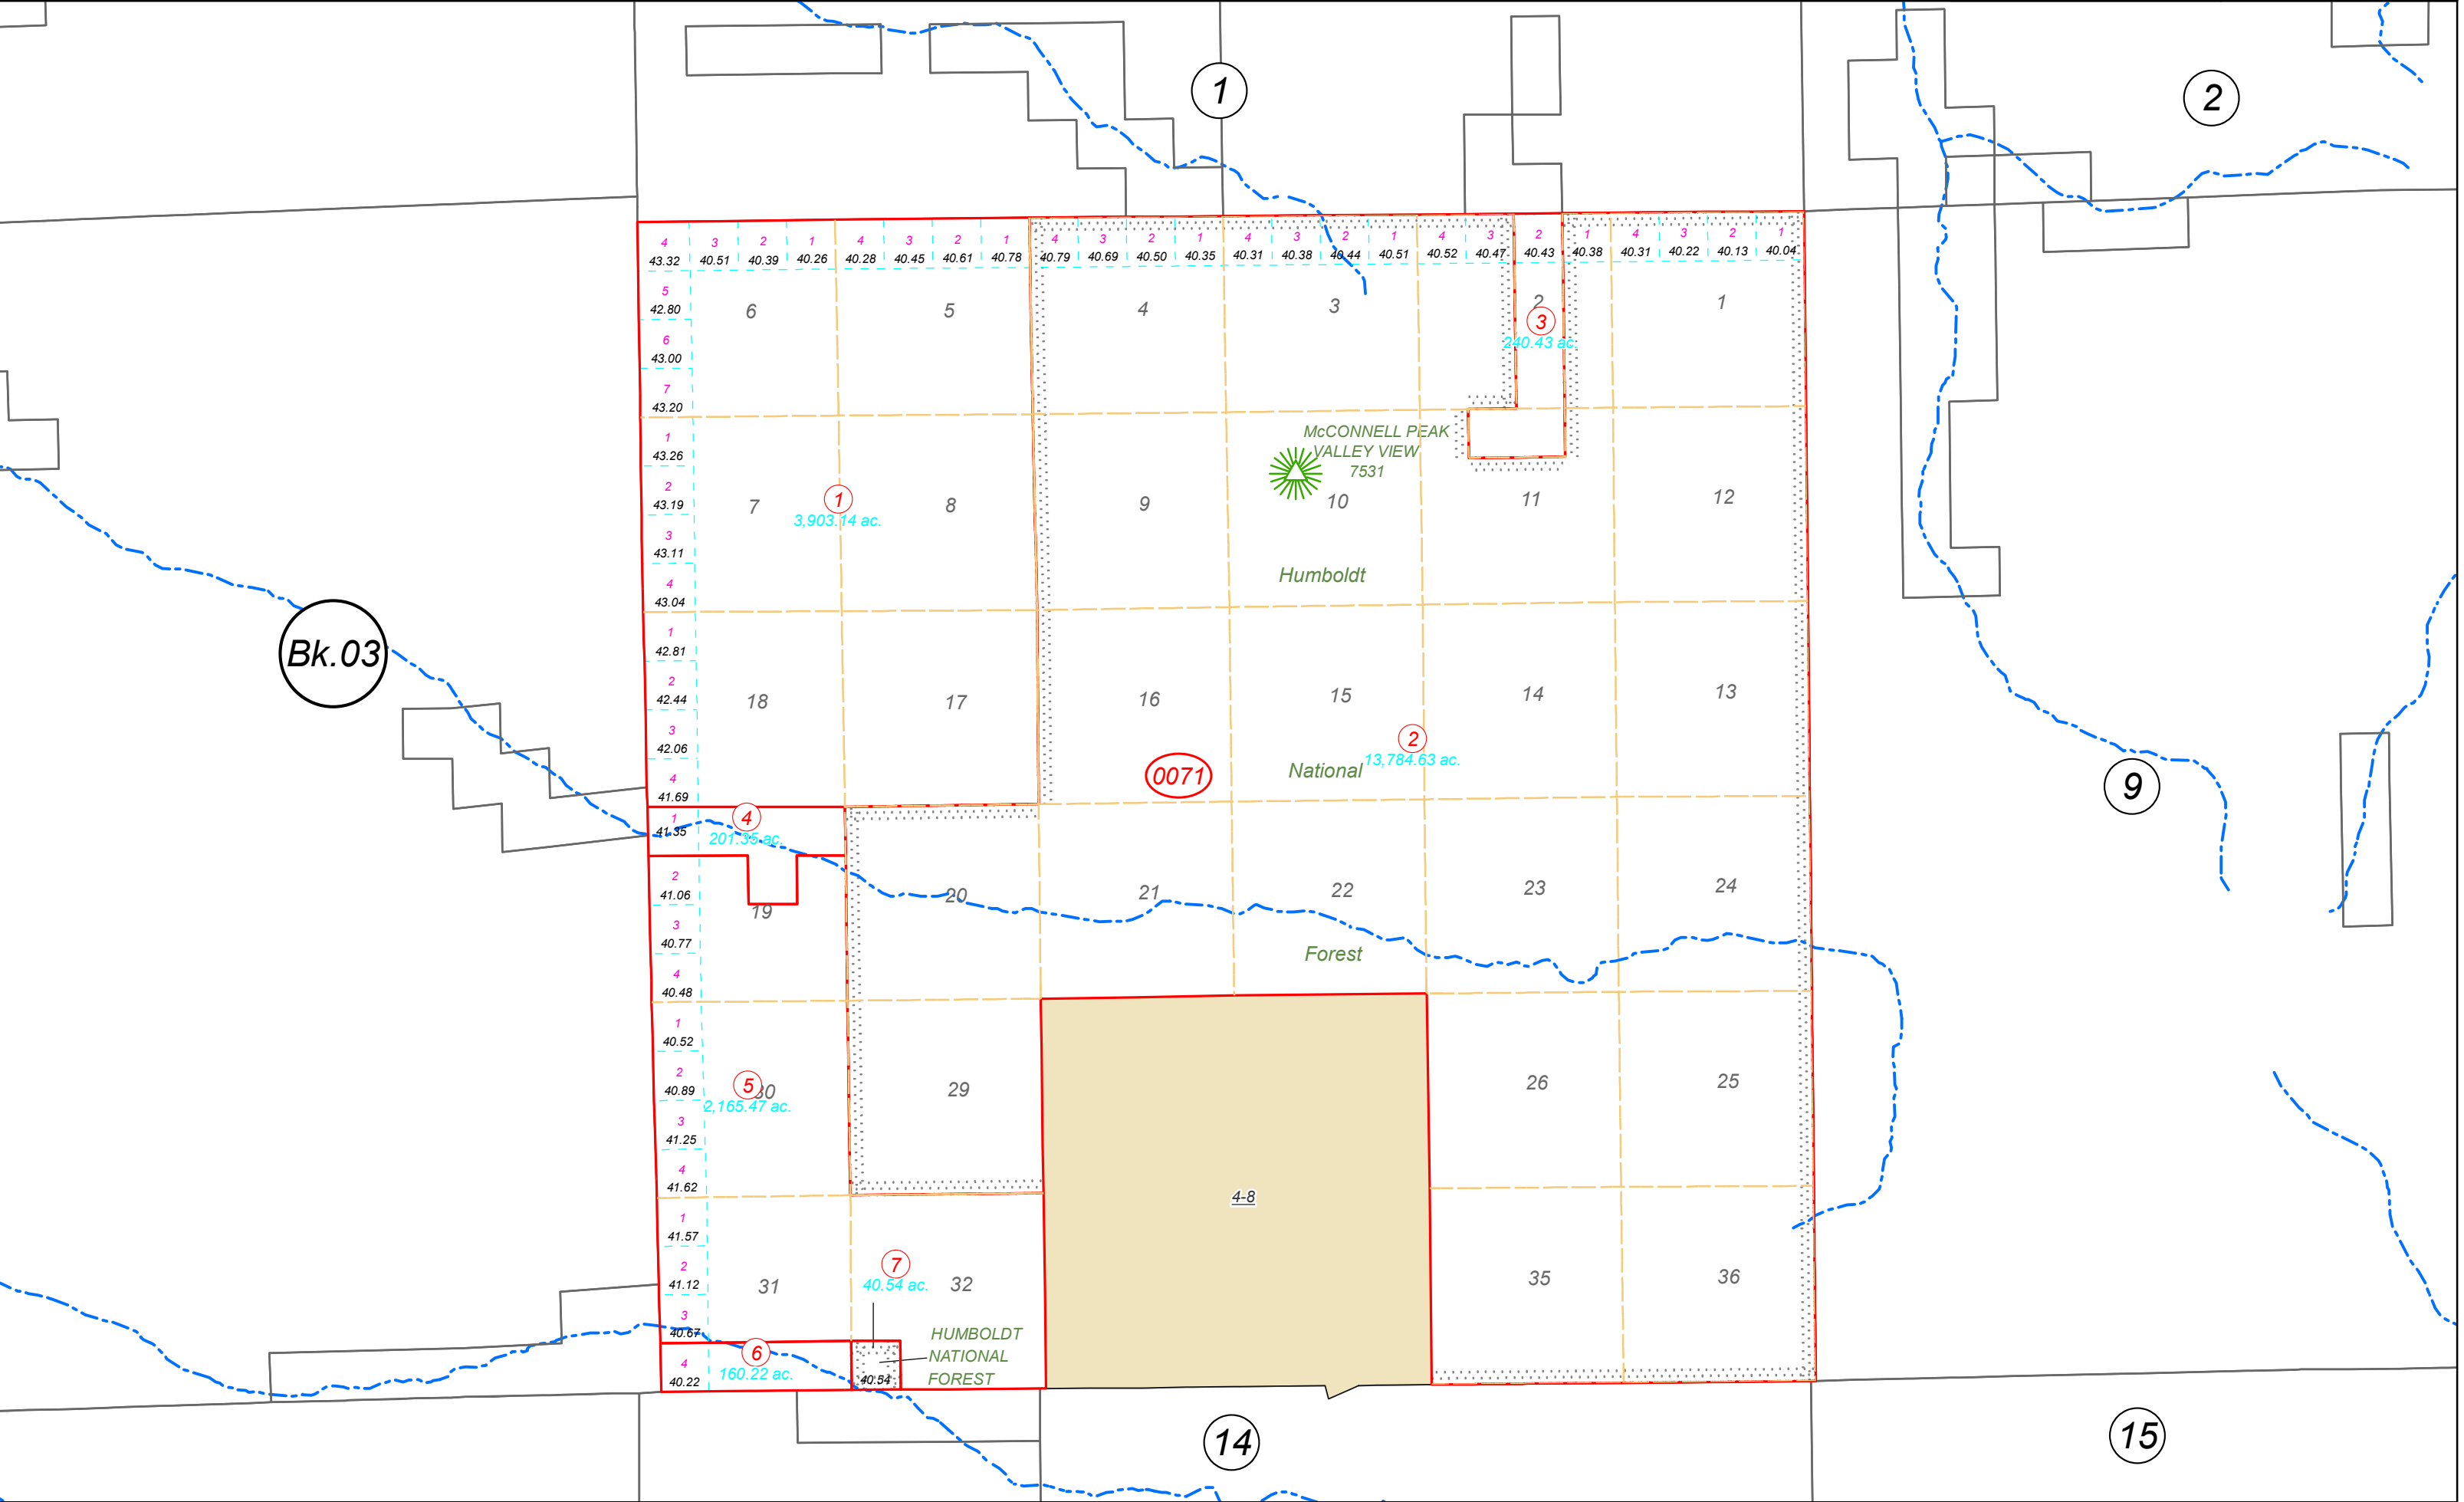 1
2
4 3 2 1 4 3 2 1 4 3 2 1 4 3 2 1 4 3 2 1 4 3 2 1
43.32 40.51 40.39 40.26 40.28 40.45 40.61 40.78 40.79 40.69 40.50 40.35 40.31 40.38 40.44 40.51 40.52 40.47 40.43 40.38 40.31 40.22 40.13 40.04
5
42.80
6 5 4 3 2 1
3
240.43 ac.
6
43.00
7
43.20
McCONNELL PEAK
VALLEY VIEW
7531
1
43.26
2
43.19
7 8 9 10 11 12
1
3,903.14 ac.
3
43.11
4
43.04
Humboldt
Bk.03
1
42.81
2
42.44
18 17 16 15 14 13
3
42.06
2
13,784.63 ac.
National
0071
9
4
41.69
1
41.35
4
201.35 ac.
2
41.06
19 20 21 22 23 24
3
40.77
Forest
4
40.48
1
40.52
2
40.89
5
2,165.47 ac.
30 29 26 25
3
41.25
4
41.62
4-8
1
41.57
2
41.12
7
40.54 ac.
31 32 35 36
3
40.67
HUMBOLDT
NATIONAL
FOREST
6
160.22 ac.
4
40.22
40.54
14
15